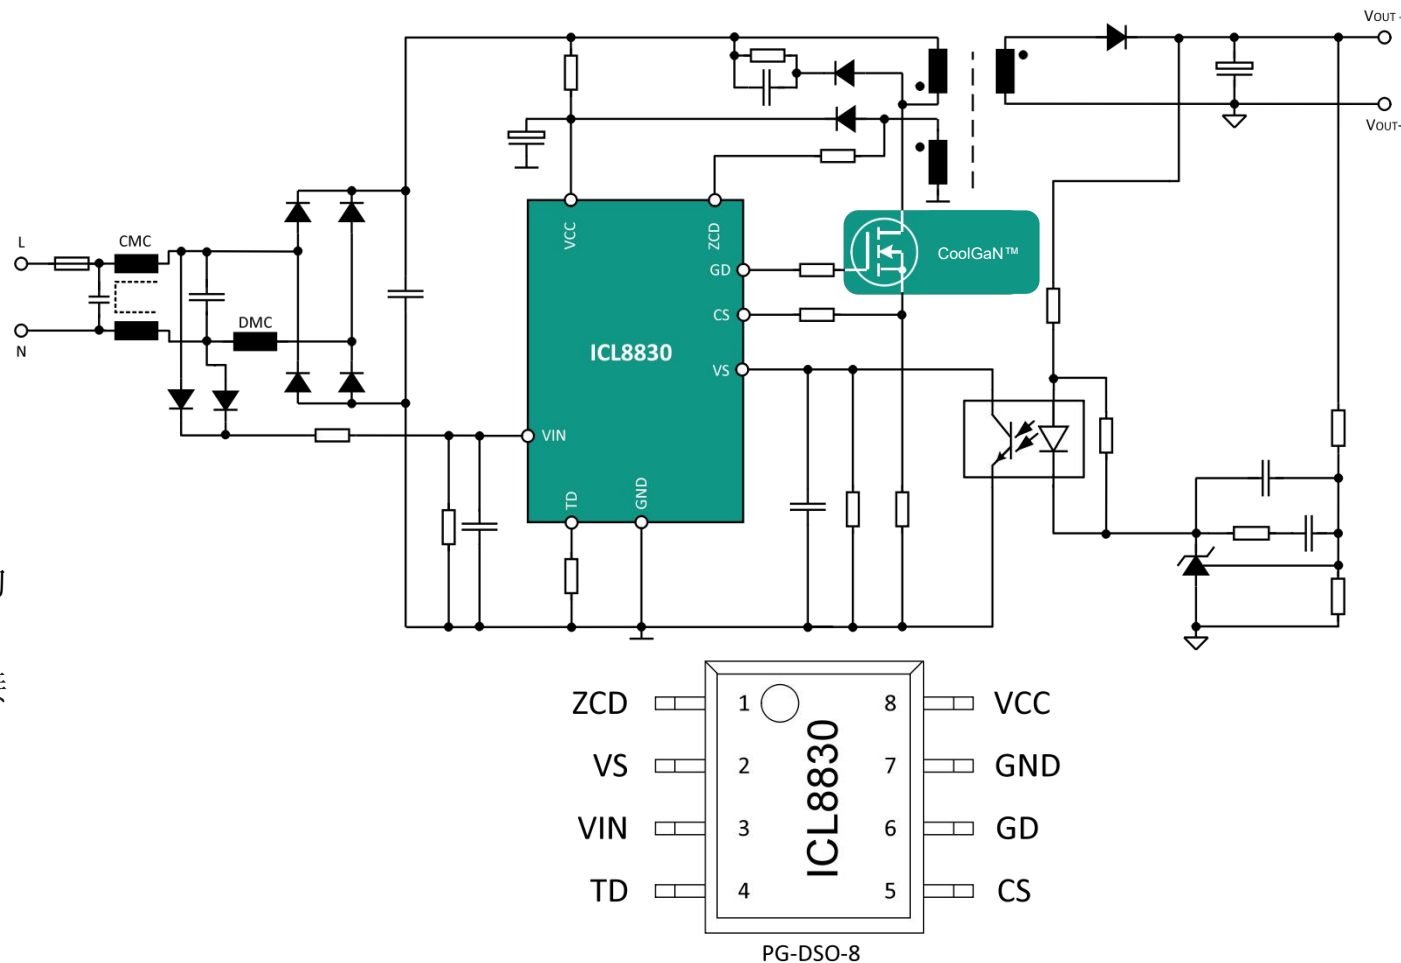 VOUT
VOUT-
VCC
ZCD
L
CMC
GD
CoolGaN™
CS
DMC
N
ICL8830
VS
VIN
TD
GND
ZCD 1 8 VCC
VS 2 7 GND
VIN 3 6 GD
TD 4 5 CS
ICL8830
PG-DSO-8